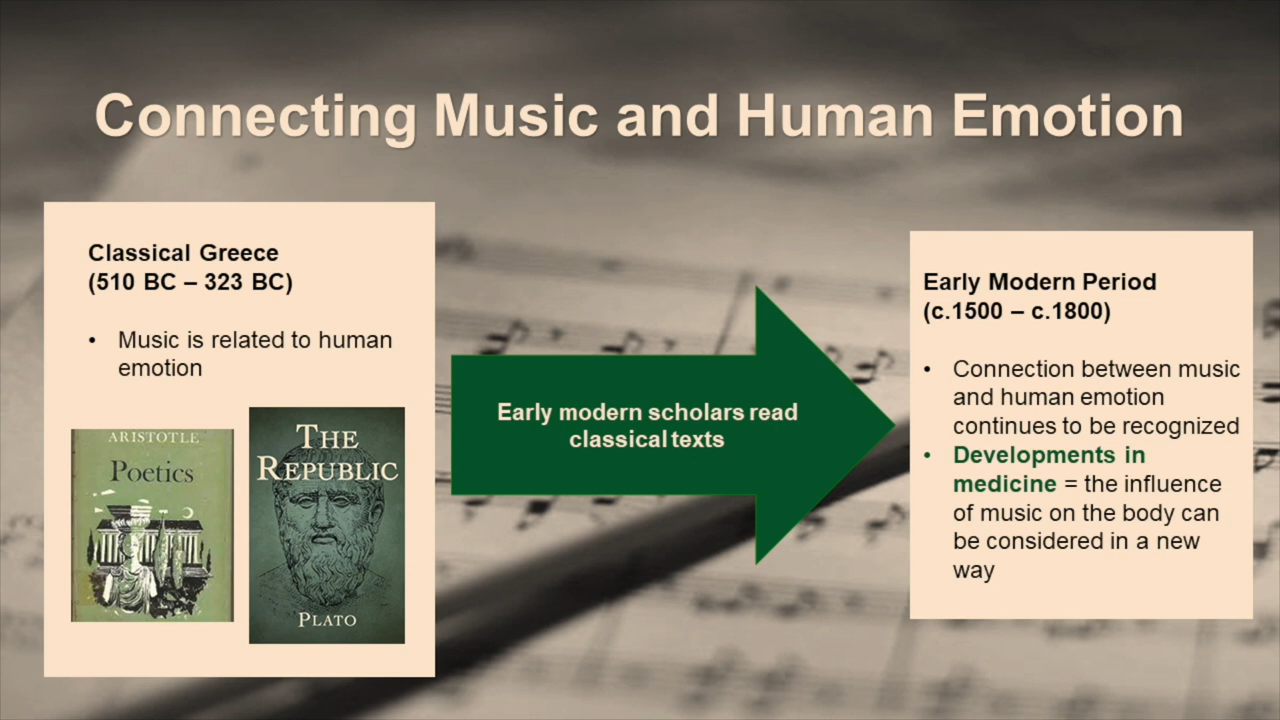 Connecting Music and Human Emotion
Classical Greece
(510 BC – 323 BC)
• Music is related to human
emotion
ARISTOTLE
Poetics
THE
REPUBLIC
PLATO
Early modern scholars read
classical texts
Early Modern Period
(c.1500 – c.1800)
• Connection between music
and human emotion
continues to be recognized
• Developments in
medicine = the influence
of music on the body can
be considered in a new
way